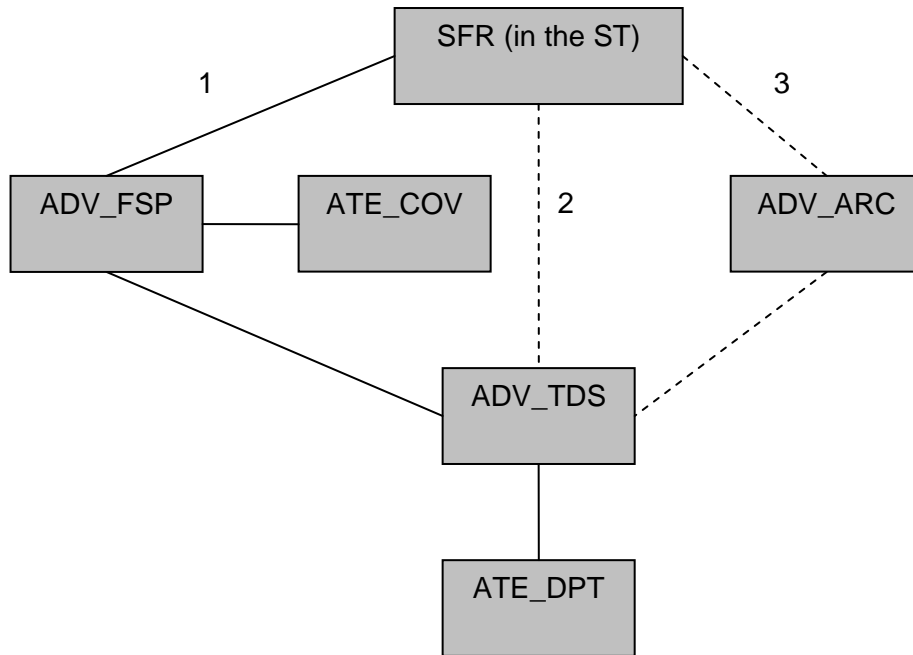 SFR (in the ST)
1
3
ADV_FSP
ATE_COV
2
ADV_ARC
ADV_TDS
ATE_DPT